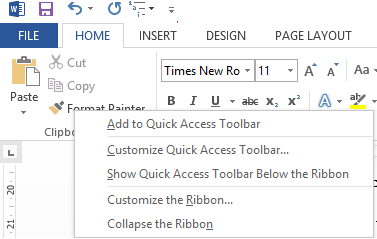 FILE HOME INSERT DESIGN PAGE LAYOUT
Cut
Copy
Format Painter
Paste
Times New Ro 11 Aa
B I U abc x₂ x² A ab
Clipb
Add to Quick Access Toolbar
Customize Quick Access Toolbar...
Show Quick Access Toolbar Below the Ribbon
Customize the Ribbon...
Collapse the Ribbon
20
21